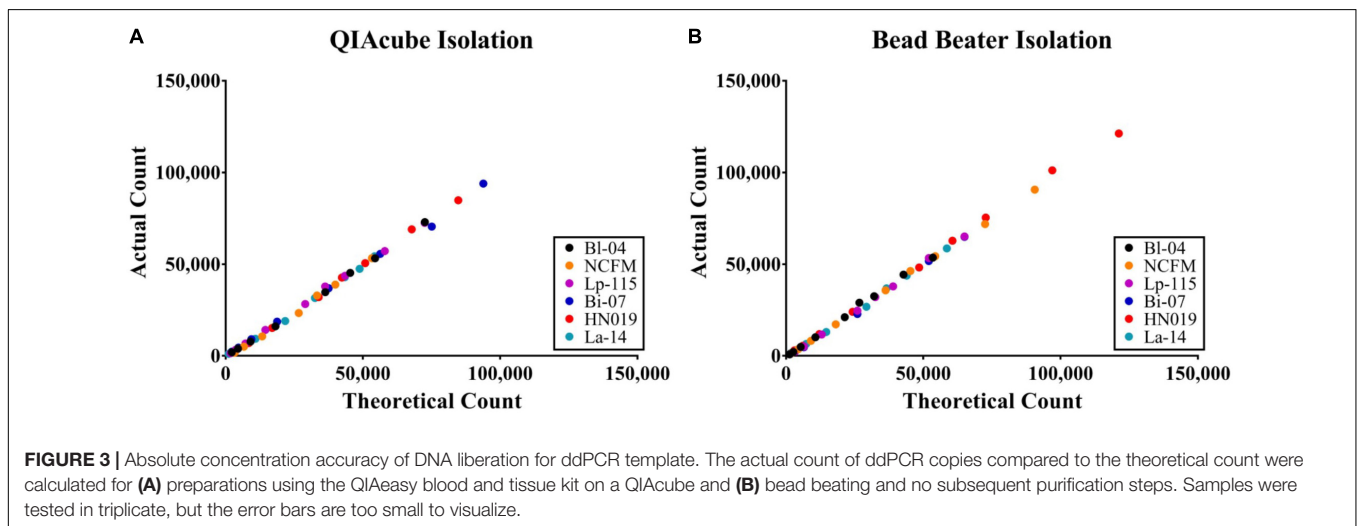 A
QIAcube Isolation
150,000
100,000
50,000
0
Actual Count
0
50,000
100,000
150,000
Theoretical Count
Bl-04
NCFM
Lp-115
Bi-07
HN019
La-14
B
Bead Beater Isolation
150,000
100,000
50,000
0
Actual Count
0
50,000
100,000
150,000
Theoretical Count
Bl-04
NCFM
Lp-115
Bi-07
HN019
La-14
FIGURE 3 | Absolute concentration accuracy of DNA liberation for ddPCR template. The actual count of ddPCR copies compared to the theoretical count were
calculated for (A) preparations using the QIAeasy blood and tissue kit on a QIAcube and (B) bead beating and no subsequent purification steps. Samples were
tested in triplicate, but the error bars are too small to visualize.